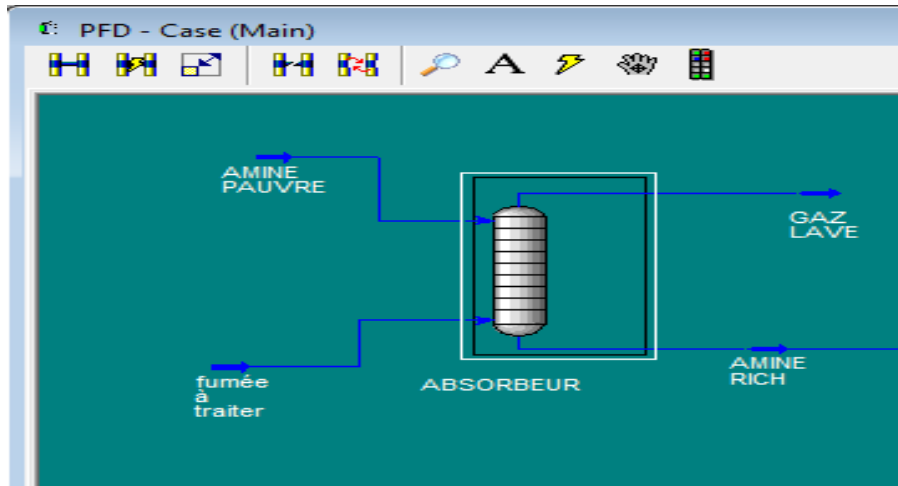 PFD - Case (Main)
A
AMINE
PAUVRE
GAZ
LAVE
fumée
à
traiter
ABSORBEUR
AMINE
RICH